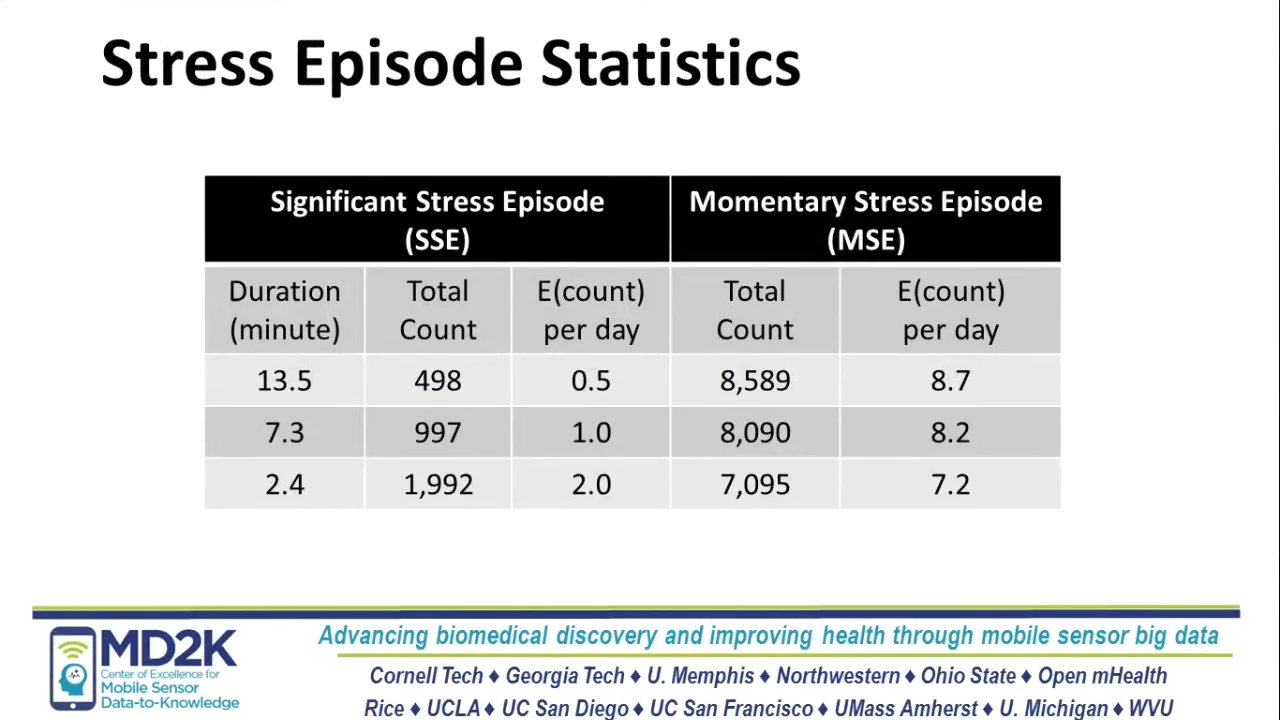 Stress Episode Statistics
Significant Stress Episode
(SSE)
Momentary Stress Episode
(MSE)
Duration
(minute)
Total
Count
E(count)
per day
Total
Count
E(count)
per day
13.5 498 0.5 8,589 8.7
7.3 997 1.0 8,090 8.2
2.4 1,992 2.0 7,095 7.2
MD2K
Center of Excellence for
Mobile Sensor
Data-to-Knowledge
Advancing biomedical discovery and improving health through mobile sensor big data
Cornell Tech ♦ Georgia Tech ♦ U. Memphis ♦ Northwestern ♦ Ohio State ♦ Open mHealth
Rice ♦ UCLA ♦ UC San Diego ♦ UC San Francisco ♦ UMass Amherst ♦ U. Michigan ♦ WVU